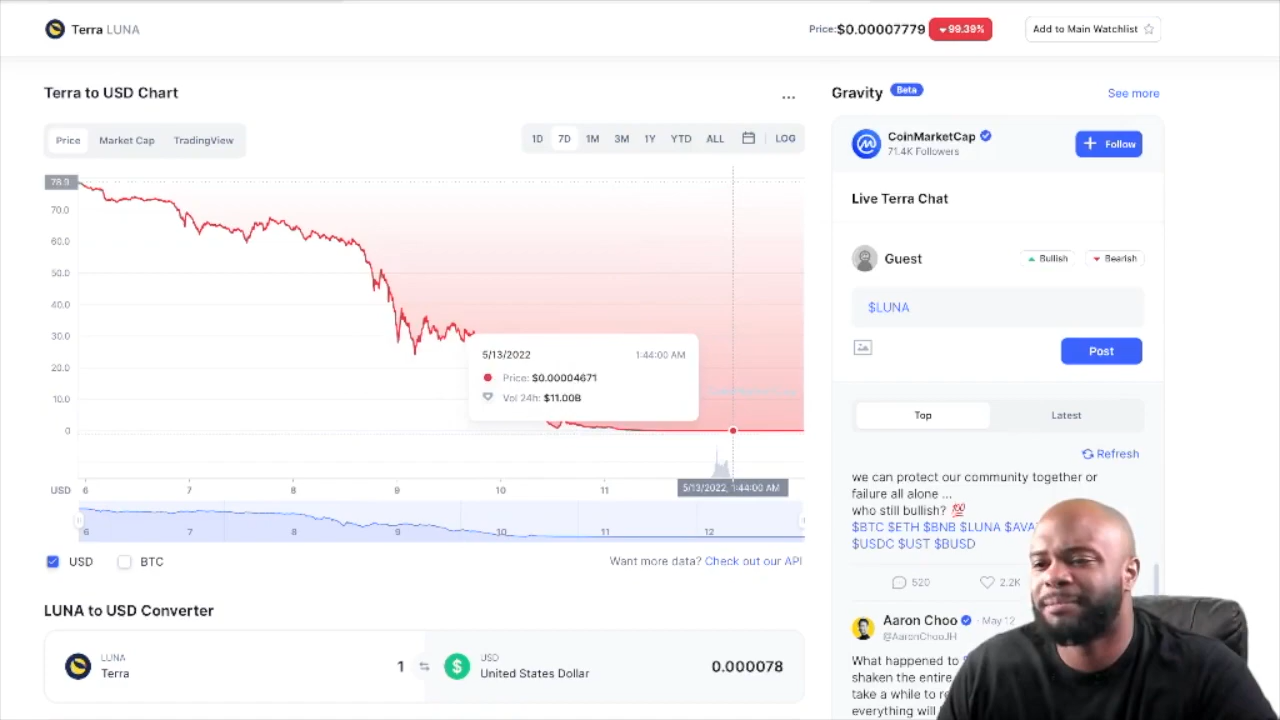 Terra LUNA
Price:$0.00007779 99.39%
Add to Main Watchlist
Terra to USD Chart
...
Price Market Cap TradingView
1D 7D 1M 3M 1Y YTD ALL LOG
78.9
70.0
60.0
50.0
40.0
30.0
20.0
10.0
0
5/13/2022 1:44:00 AM
Price: $0.00004671
Vol 24h: $11.00B
USD 6 7 8 9 10 11
5/13/2022, 1:44:00 AM
6 7 8 9 10 11 12
USD BTC
Want more data? Check out our API
LUNA to USD Converter
LUNA
Terra
1
USD
United States Dollar
0.000078
Gravity Beta
See more
CoinMarketCap
71.4K Followers
+ Follow
Live Terra Chat
Guest
Bullish Bearish
$LUNA
Post
Top Latest
Refresh
we can protect our community together or
failure all alone ...
who still bullish? 💯
$BTC $ETH $BNB $LUNA
$USDC $UST $BUSD
520 2.2K
Aaron Choo · May 12
@AaronChooJH
What happened to
shaken the entire
take a while to
everything will